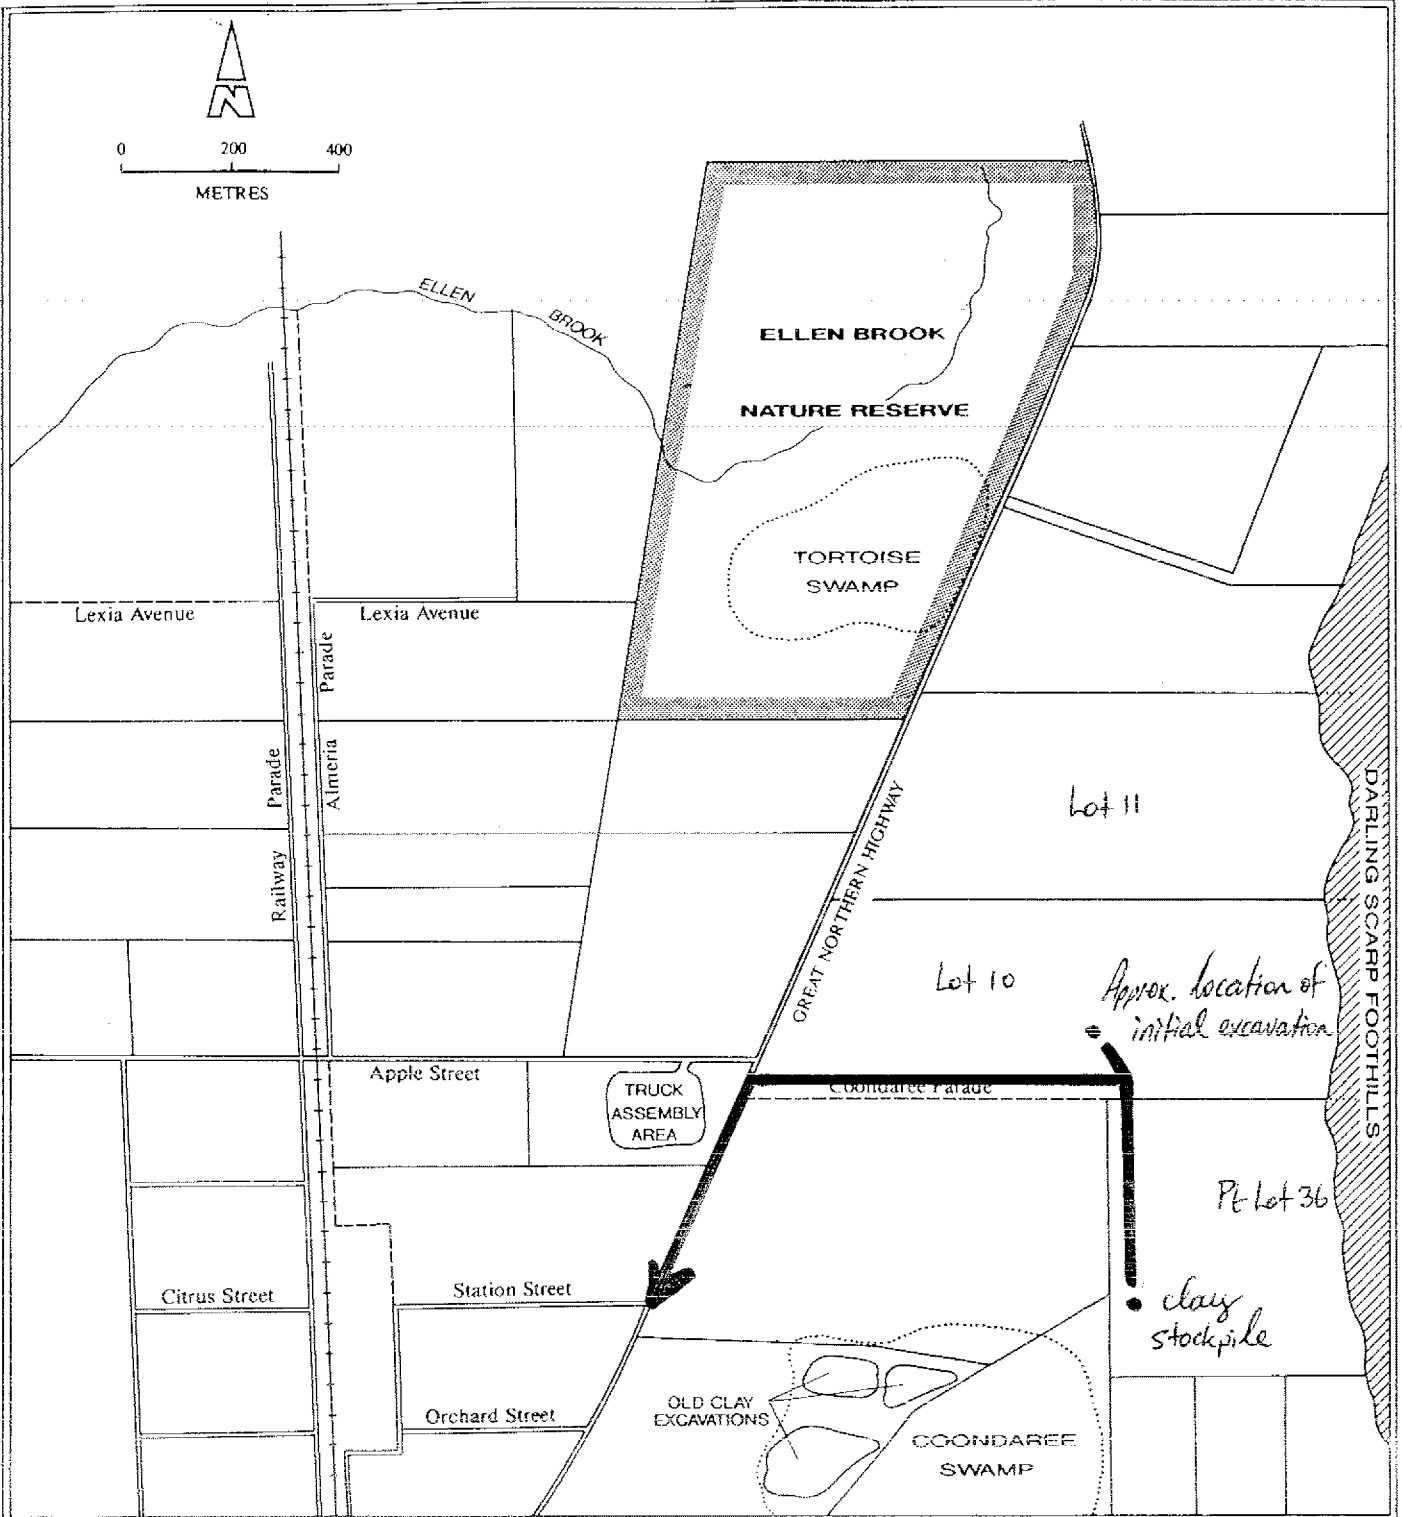 N
0 200 400
METRES
ELLEN
BROOK
ELLEN BROOK
NATURE RESERVE
TORTOISE
SWAMP
Lexia Avenue
Lexia Avenue
Parade
Almeria
Parade
Railway
GREAT NORTHERN HIGHWAY
Lot 11
DARLING SCARP FOOTHILLS
Lot 10
Approx. location of
initial excavation
Apple Street
Coondaree Parade
TRUCK
ASSEMBLY
AREA
Pt Lot 36
Citrus Street
Station Street
clay
stockpile
OLD CLAY
EXCAVATIONS
Orchard Street
COONDAREE
SWAMP